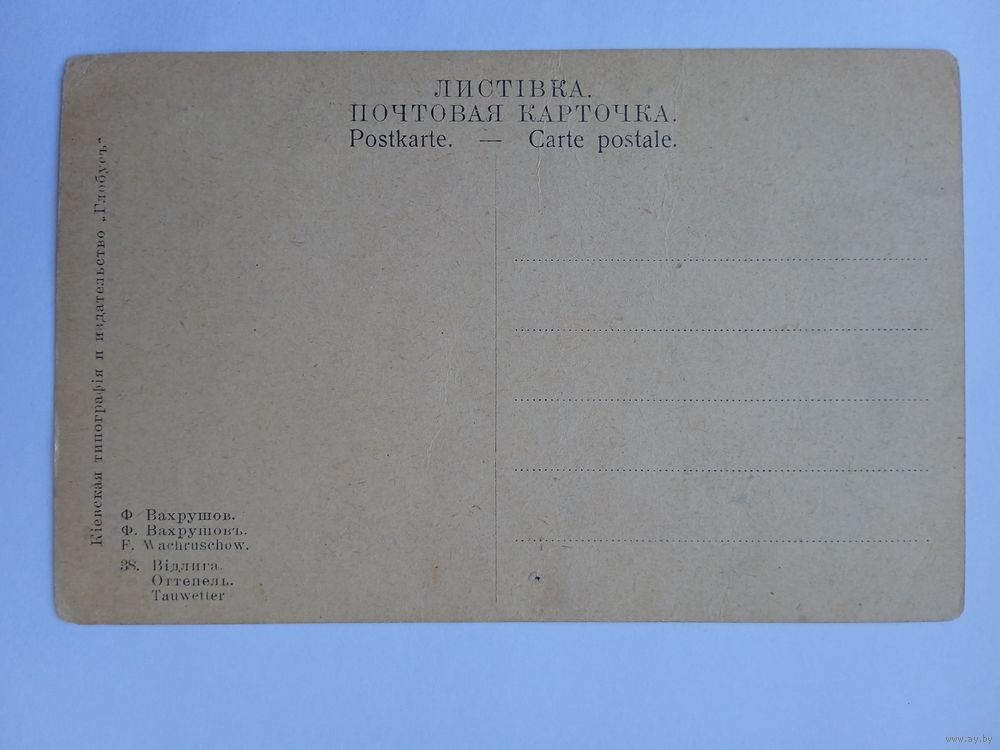 ЛИСТІВКА.
ПОЧТОВАЯ КАРТОЧКА.
Postkarte. — Carte postale.
Кіевская типографія и издательство „Глобусъ"
Ф Вахрушов.
Ф. Вахрушовъ.
F. Wachruschow.
38. Відлига.
Оттепель.
Tauwetter
www.ay.by